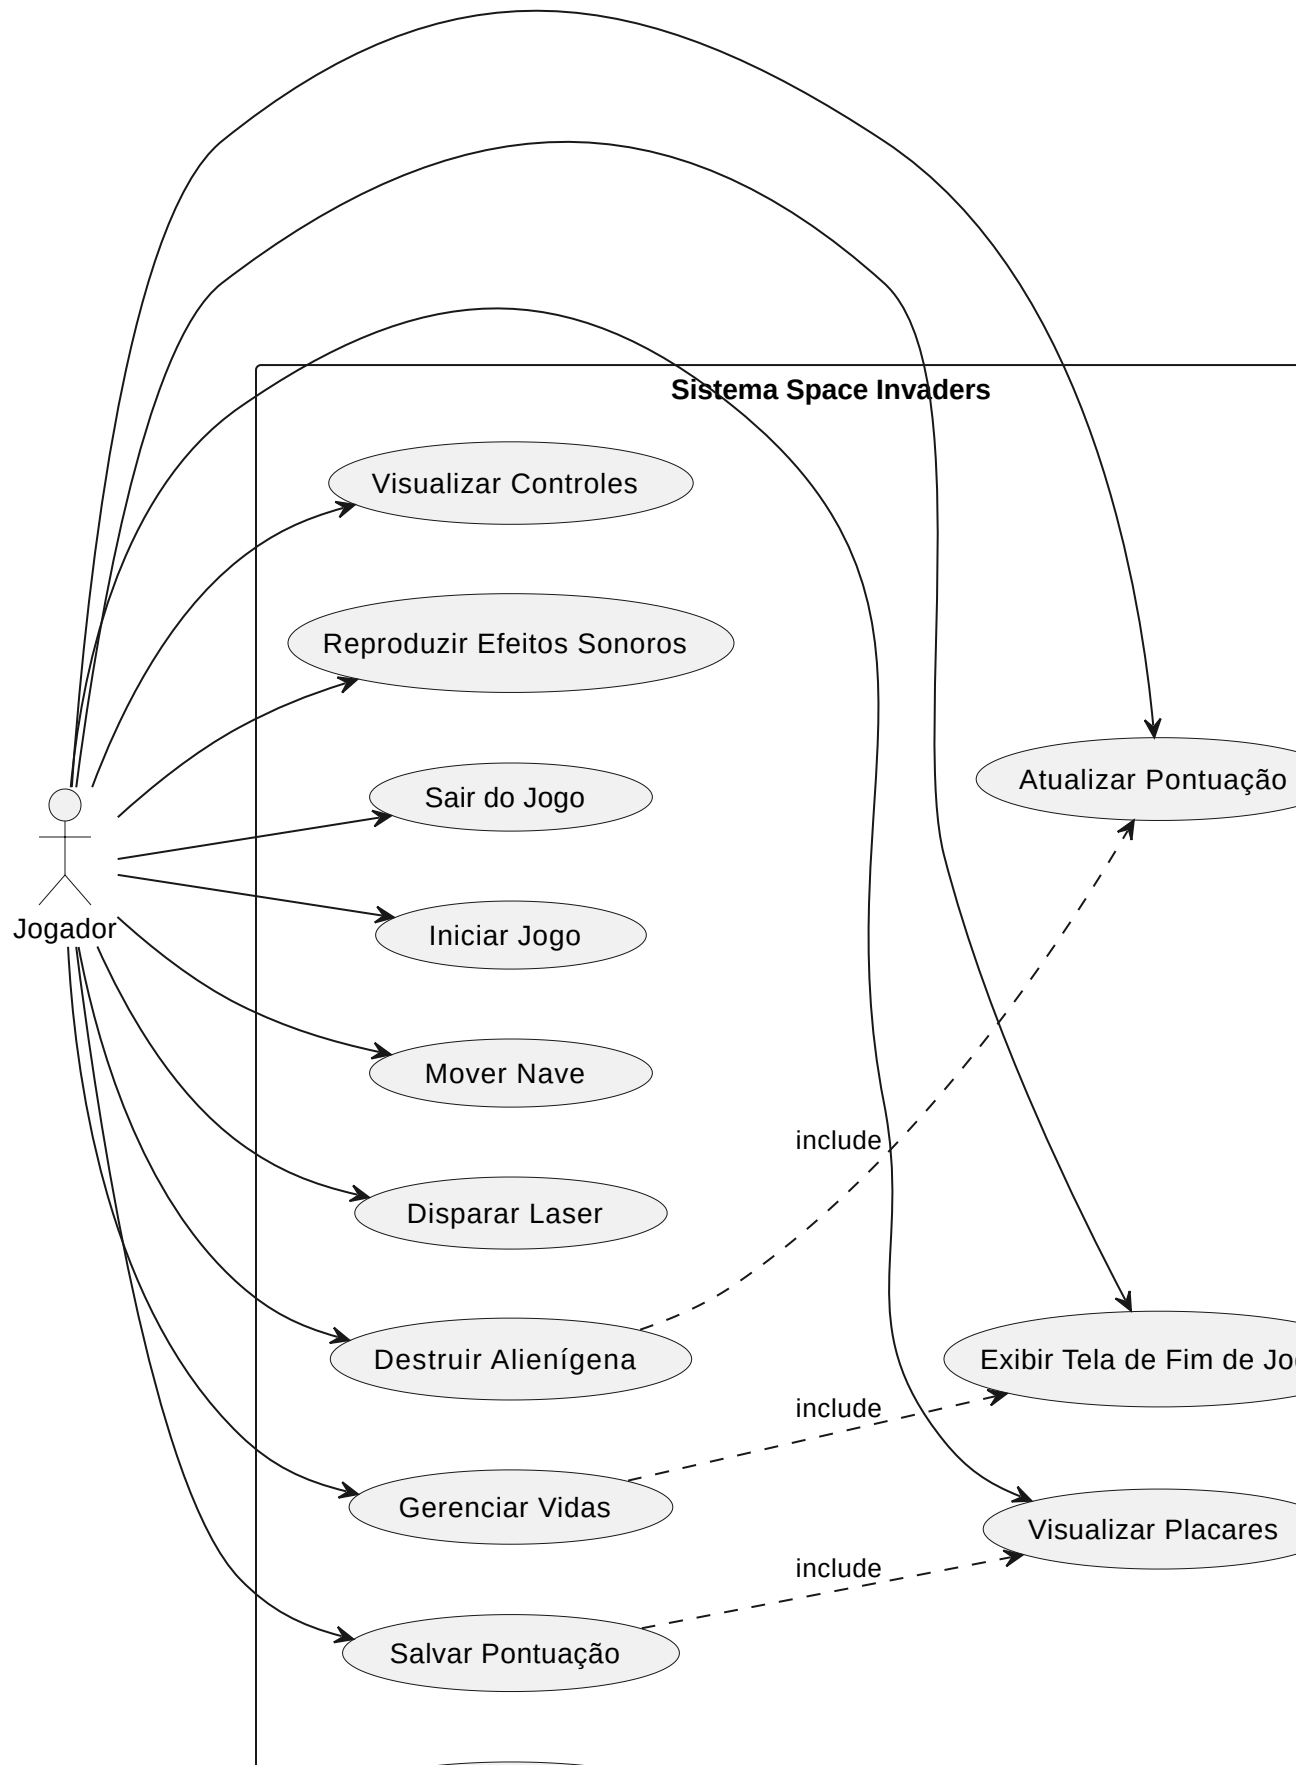 Sistema Space Invaders
Visualizar Controles
Reproduzir Efeitos Sonoros
Sair do Jogo
Atualizar Pontuação
Jogador
Iniciar Jogo
Mover Nave
include
Disparar Laser
Destruir Alienígena
Exibir Tela de Fim de
include
Gerenciar Vidas
Visualizar Placares
include
Salvar Pontuação